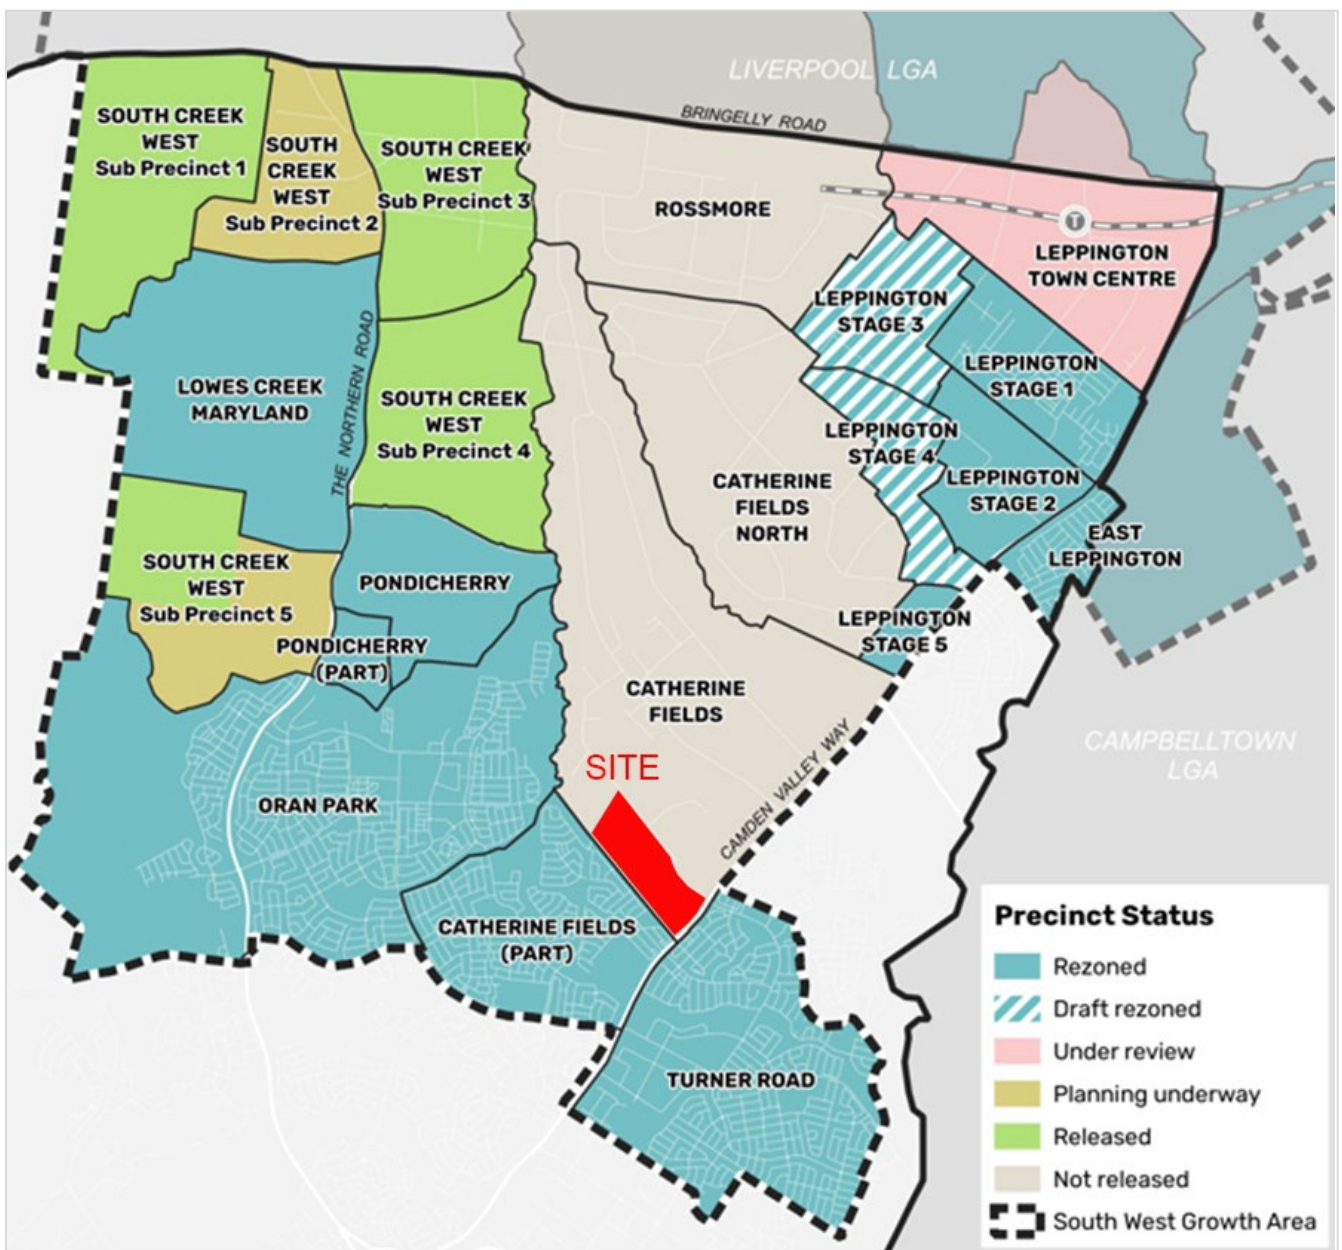 LIVERPOOL LGA
BRINGELLY ROAD
SOUTH CREEK
WEST
Sub Precinct 1
SOUTH
CREEK
WEST
Sub Precinct 2
SOUTH CREEK
WEST
Sub Precinct 3
ROSSMORE
T
LEPPINGTON
TOWN CENTRE
LEPPINGTON
STAGE 3
LEPPINGTON
STAGE 1
LOWES CREEK
MARYLAND
THE NORTHERN ROAD
SOUTH CREEK
WEST
Sub Precinct 4
LEPPINGTON
STAGE 4
CATHERINE
FIELDS
NORTH
LEPPINGTON
STAGE 2
EAST
LEPPINGTON
SOUTH CREEK
WEST
Sub Precinct 5
PONDICHERRY
PONDICHERRY
(PART)
LEPPINGTON
STAGE 5
CATHERINE
FIELDS
CAMDEN VALLEY WAY
CAMPBELLTOWN
LGA
SITE
ORAN PARK
CATHERINE FIELDS
(PART)
TURNER ROAD
Precinct Status
Rezoned
Draft rezoned
Under review
Planning underway
Released
Not released
South West Growth Area